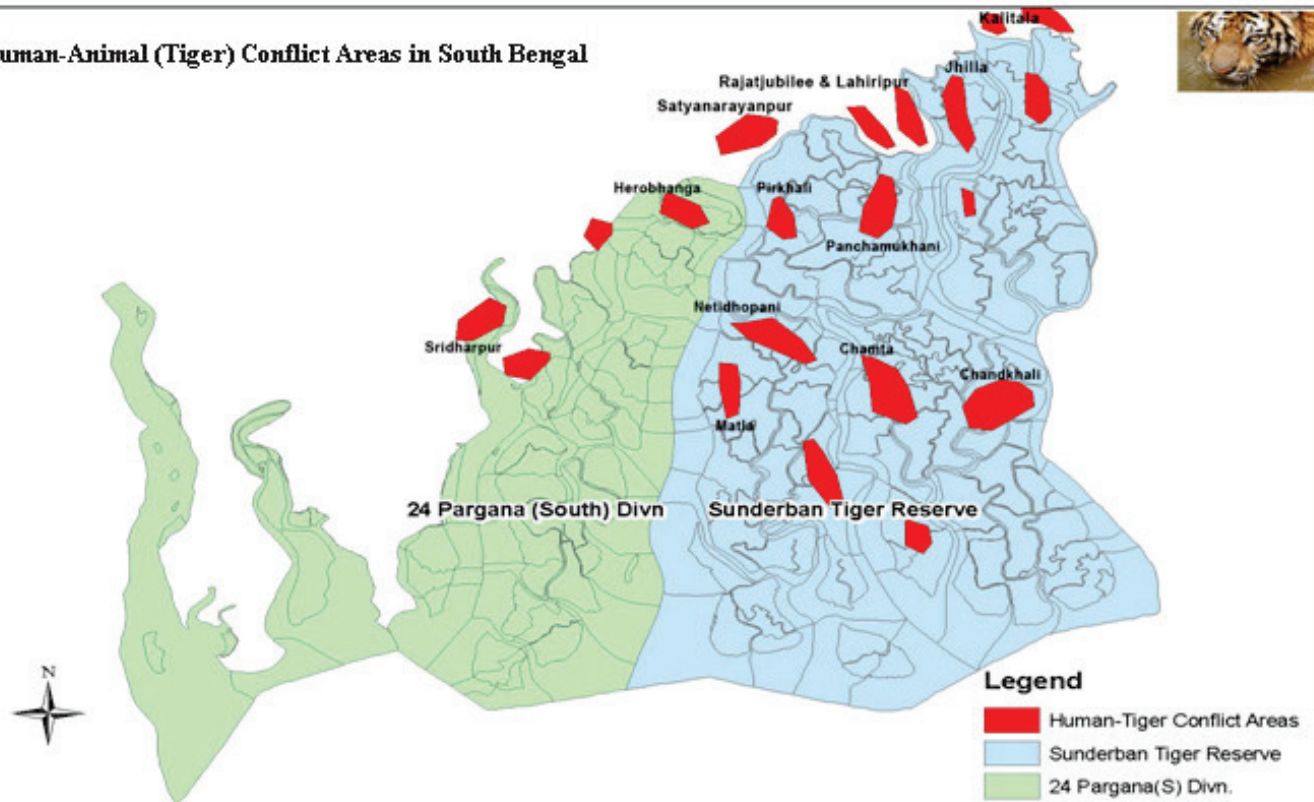 uman-Animal (Tiger) Conflict Areas in South Bengal
Kalitala
Jhilla
Rajatjubilee & Lahiripur
Satyanarayanpur
Herobhanga
Pirkhali
Panchamukhani
Netidhopani
Sridharpur
Chamta
Chandkhali
Matla
24 Pargana (South) Divn
Sunderban Tiger Reserve
N
Legend
Human-Tiger Conflict Areas
Sunderban Tiger Reserve
24 Pargana(S) Divn.